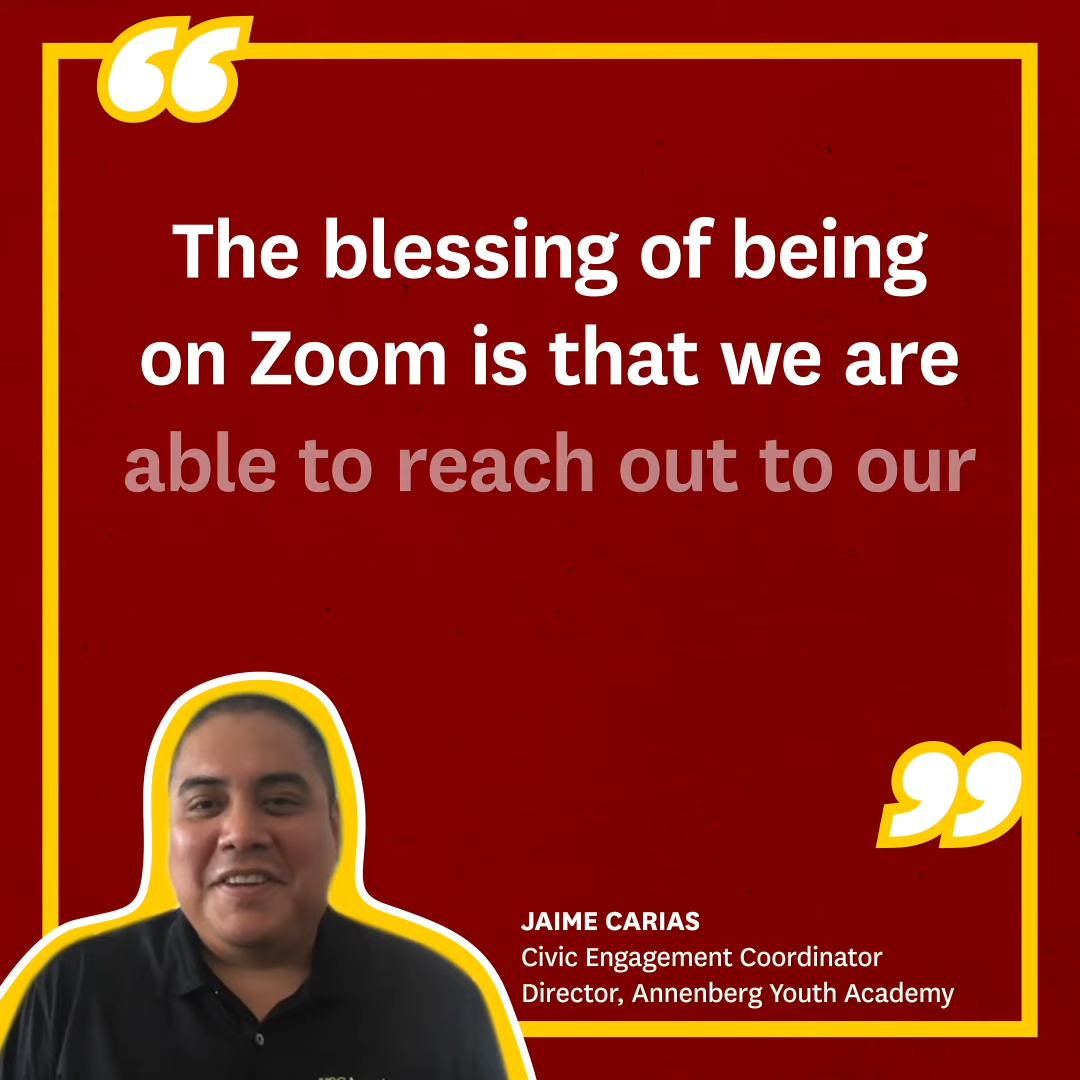 The blessing of being
on Zoom is that we are
able to reach out to our
JAIME CARIAS
Civic Engagement Coordinator
Director, Annenberg Youth Academy